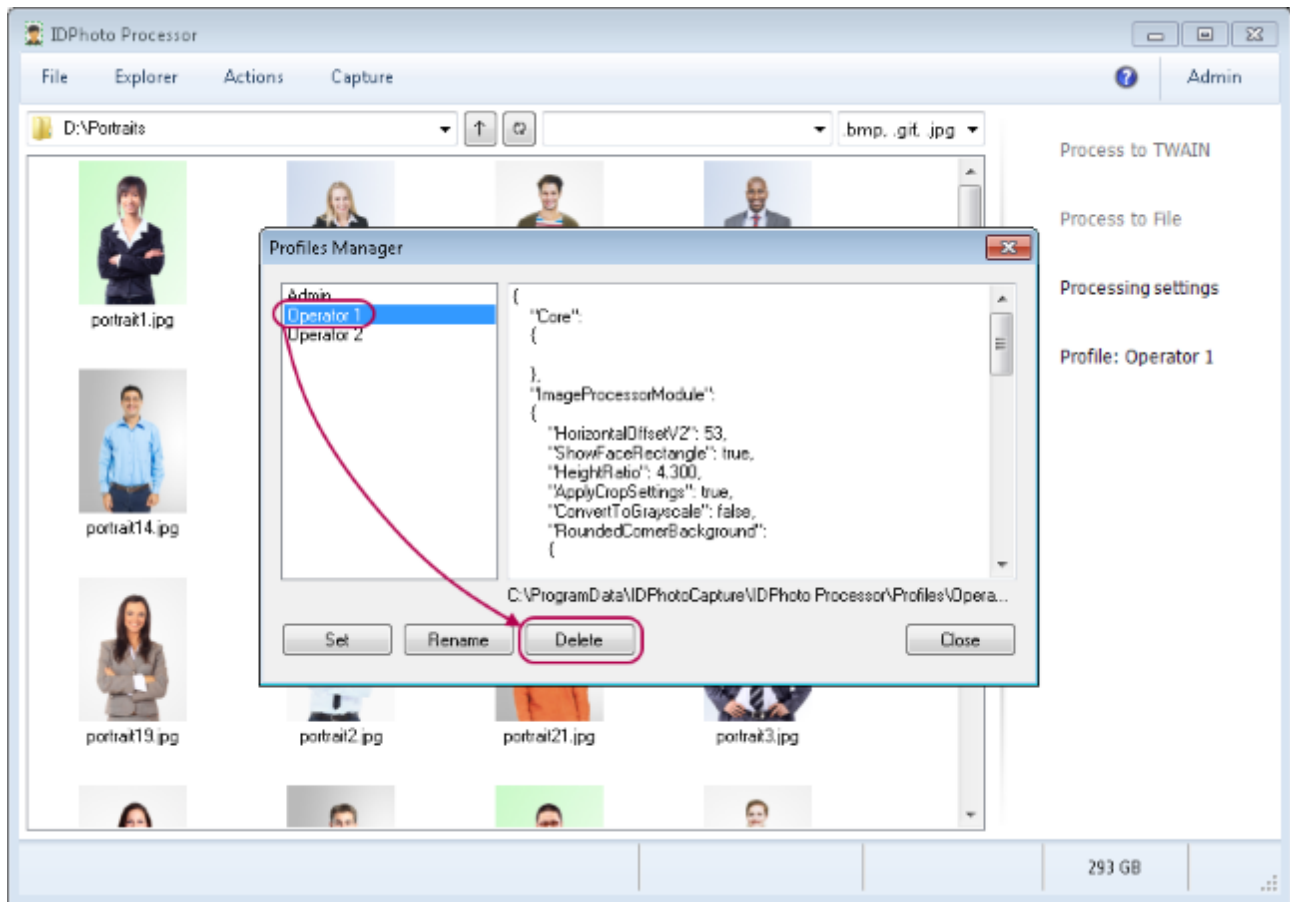 IDPhoto Processor
File Explorer Actions Capture Admin
D:\Portraits .bmp, .gif, .jpg
Process to TWAIN
Process to File
Processing settings
Profile: Operator 1
portrait1.jpg
portrait14.jpg
portrait19.jpg portrait2.jpg portrait21.jpg portrait3.jpg
Profiles Manager
Admin
Operator 1
Operator 2
{
"Core":
{
},
"ImageProcessorModule":
{
"HorizontalOffsetV2": 53,
"ShowFaceRectangle": true,
"HeightRatio": 4.300,
"ApplyCropSettings": true,
"ConvertToGrayscale": false,
"RoundedCornerBackground":
{
C:\ProgramData\IDPhotoCapture\IDPhoto Processor\Profiles\Opera...
Set Rename Delete Close
293 GB